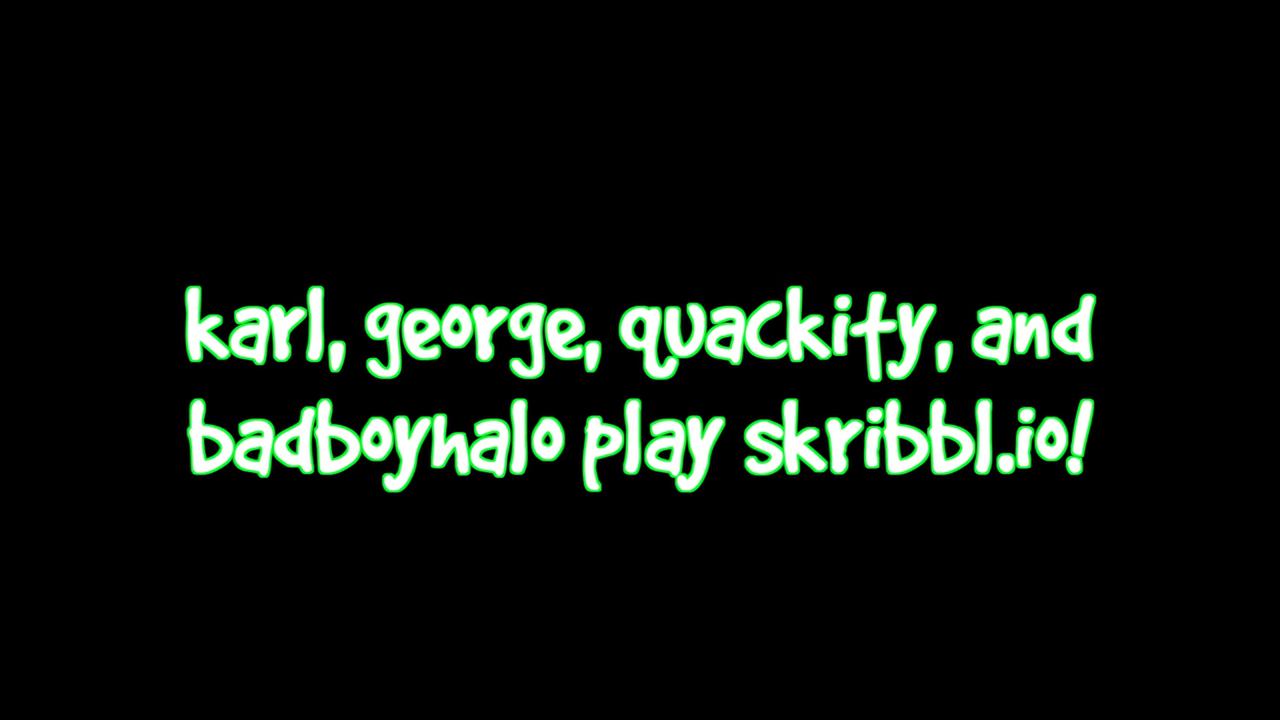 karl, george, quackity, and
badboyhalo play skribbl.io!